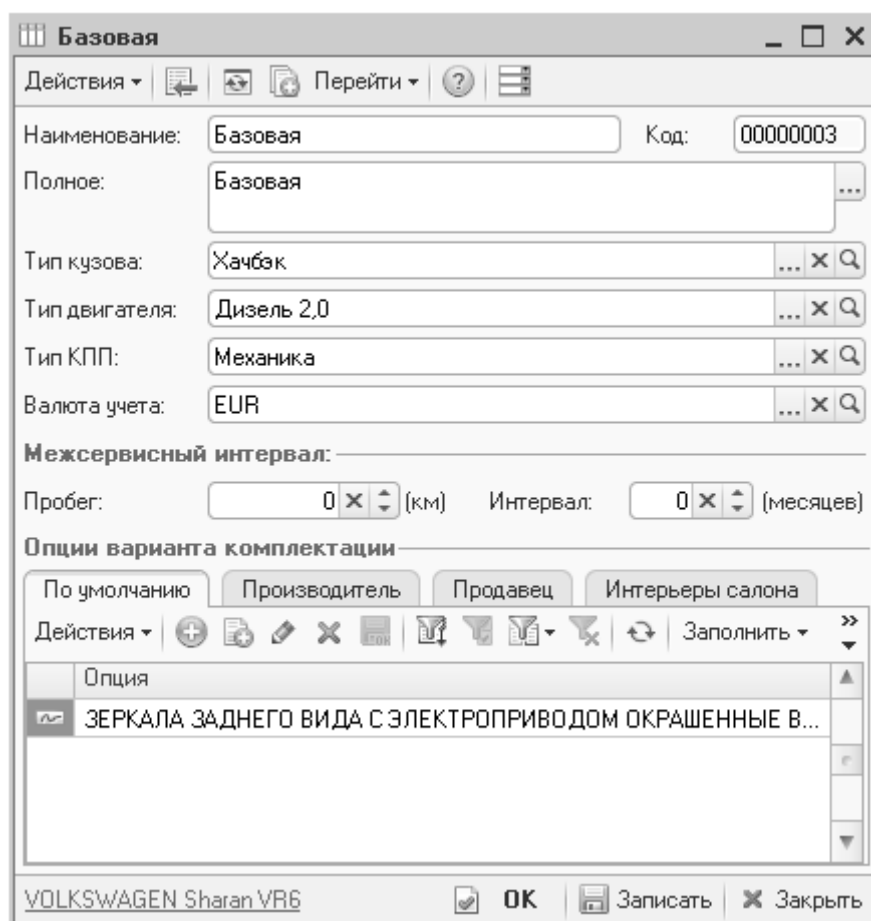 Базовая
Действия Перейти
Наименование: Базовая Код: 00000003
Полное: Базовая ...
Тип кузова: Хачбэк ...
Тип двигателя: Дизель 2,0 ...
Тип КПП: Механика ...
Валюта учета: EUR ...
Межсервисный интервал:
Пробег: 0 (км) Интервал: 0 (месяцев)
Опции варианта комплектации
По умолчанию Производитель Продавец Интерьеры салона
Действия Заполнить
Опция
ЗЕРКАЛА ЗАДНЕГО ВИДА С ЭЛЕКТРОПРИВОДОМ ОКРАШЕННЫЕ В...
VOLKSWAGEN Sharan VR6 OK Записать Закрыть